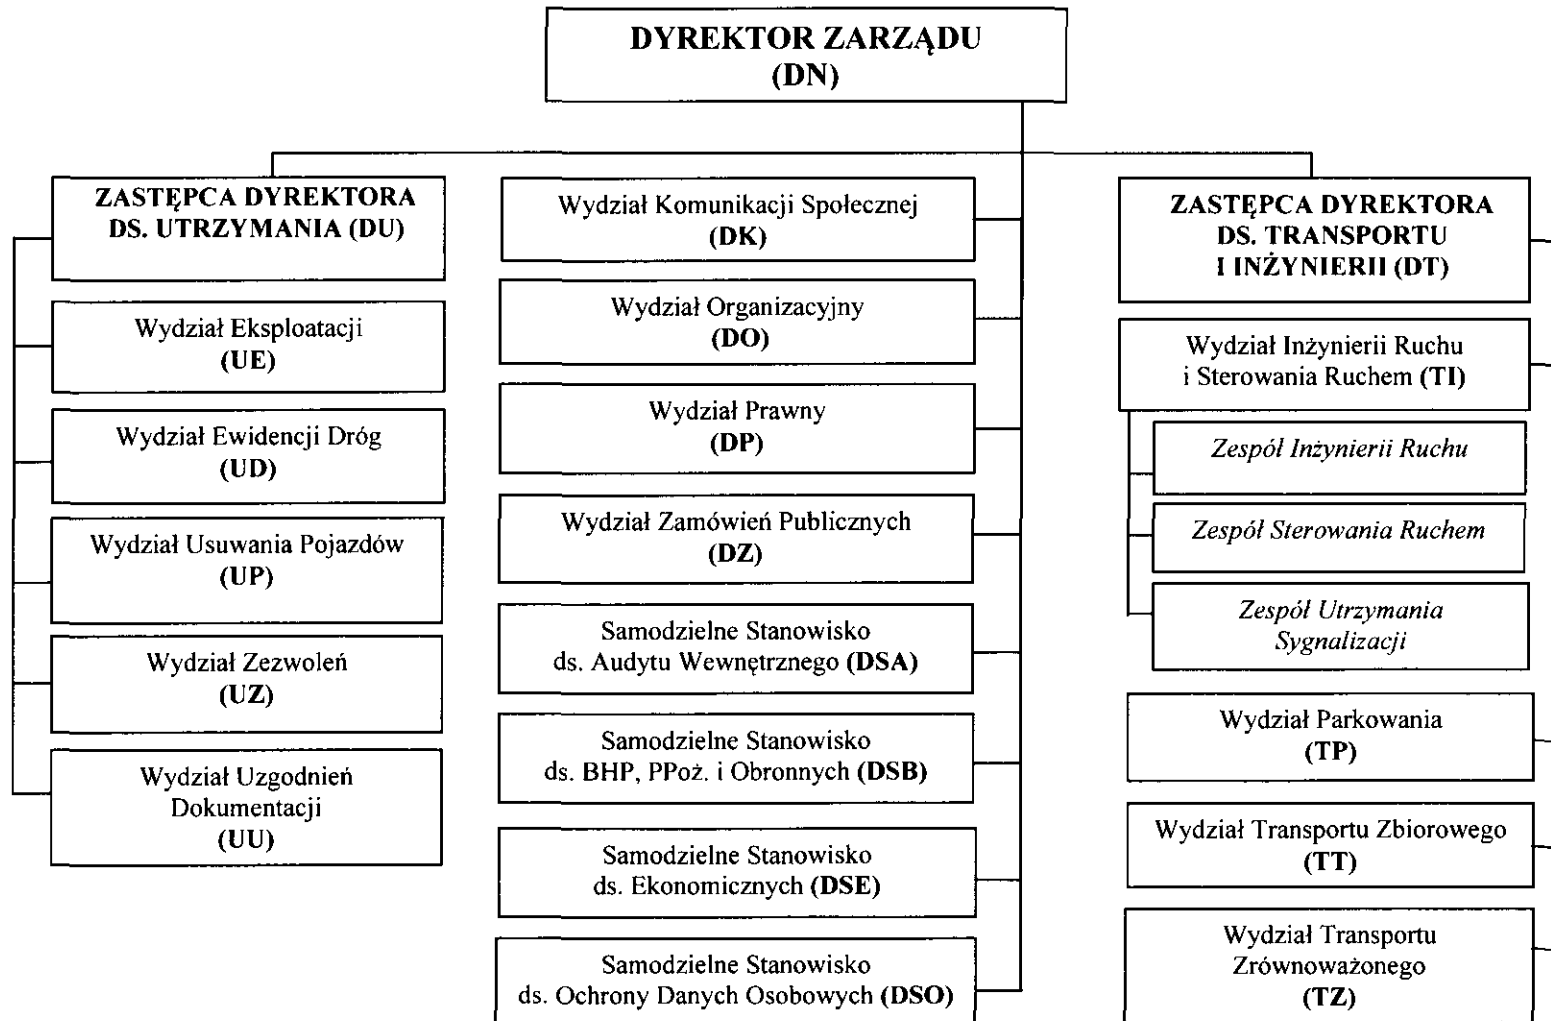 DYREKTOR ZARZĄDU
(DN)
ZASTĘPCA DYREKTORA
DS. UTRZYMANIA (DU)
Wydział Eksploatacji
(UE)
Wydział Ewidencji Dróg
(UD)
Wydział Usuwania Pojazdów
(UP)
Wydział Zezwoleń
(UZ)
Wydział Uzgodnień
Dokumentacji
(UU)
Wydział Komunikacji Społecznej
(DK)
Wydział Organizacyjny
(DO)
Wydział Prawny
(DP)
Wydział Zamówień Publicznych
(DZ)
Samodzielne Stanowisko
ds. Audytu Wewnętrznego (DSA)
Samodzielne Stanowisko
ds. BHP, PPoż. i Obronnych (DSB)
Samodzielne Stanowisko
ds. Ekonomicznych (DSE)
Samodzielne Stanowisko
ds. Ochrony Danych Osobowych (DSO)
ZASTĘPCA DYREKTORA
DS. TRANSPORTU
I INŻYNIERII (DT)
Wydział Inżynierii Ruchu
i Sterowania Ruchem (TI)
Zespół Inżynierii Ruchu
Zespół Sterowania Ruchem
Zespół Utrzymania
Sygnalizacji
Wydział Parkowania
(TP)
Wydział Transportu Zbiorowego
(TT)
Wydział Transportu
Zrównoważonego
(TZ)